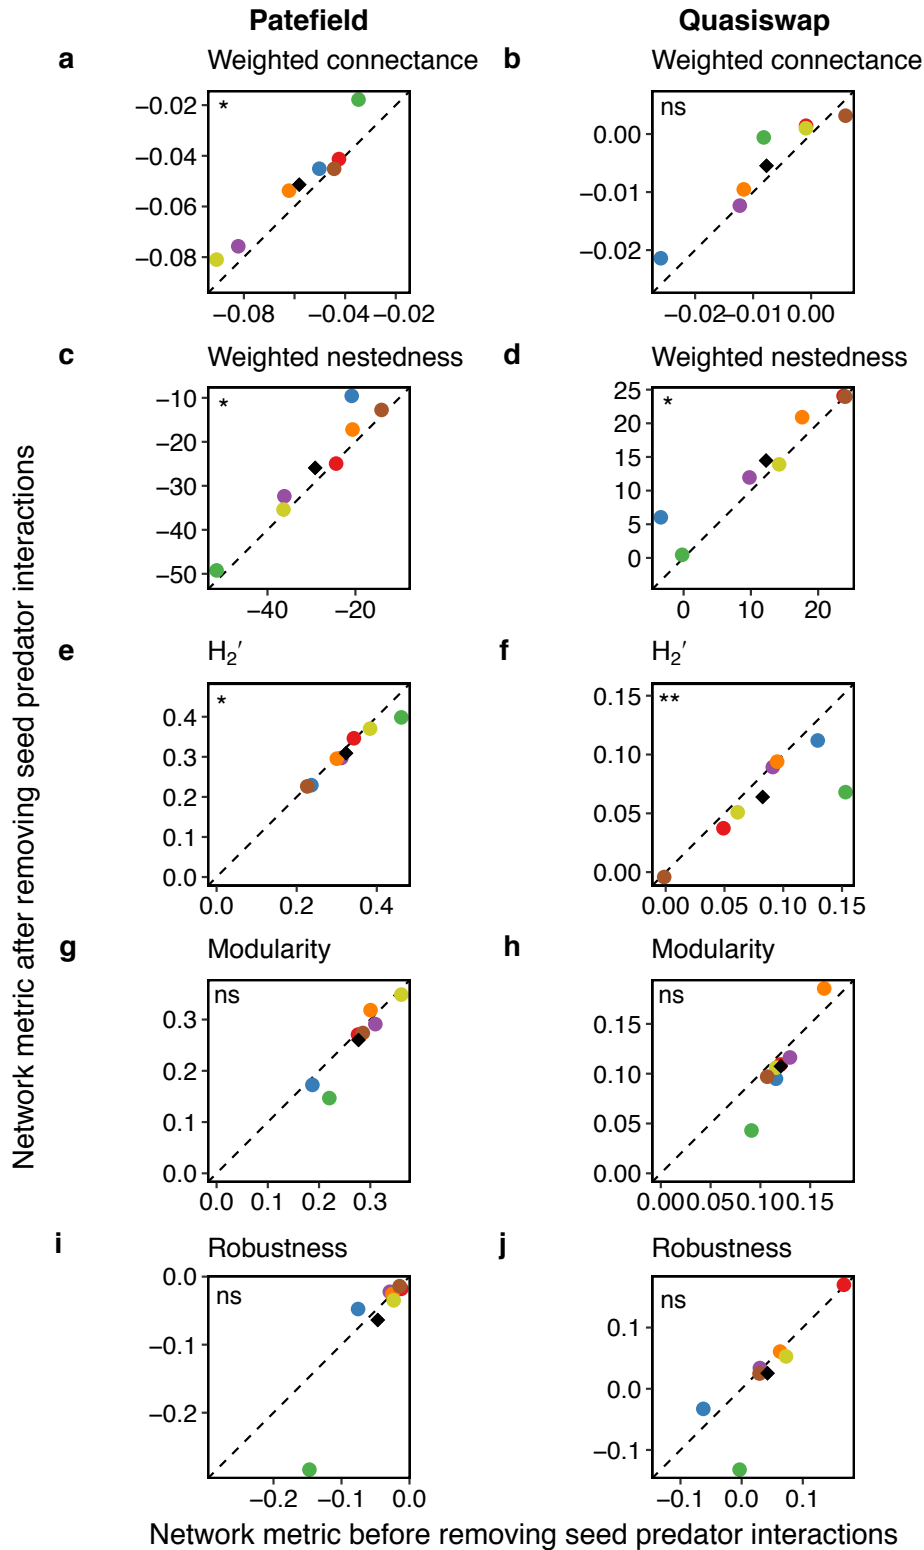 Patefield
Quasiswap
a
Weighted connectance
b
Weighted connectance
*
−0.02
−0.04
−0.06
−0.08
−0.08
−0.04
−0.02
ns
0.00
−0.01
−0.02
−0.02
−0.01
0.00
c
Weighted nestedness
d
Weighted nestedness
*
−10
−20
−30
−40
−50
−40
−20
*
25
20
15
10
5
0
0
10
20
e
H2′
f
H2′
*
0.4
0.3
0.2
0.1
0.0
0.0
0.2
0.4
**
0.15
0.10
0.05
0.00
0.00
0.05
0.10
0.15
g
Modularity
h
Modularity
ns
0.3
0.2
0.1
0.0
0.0
0.1
0.2
0.3
ns
0.15
0.10
0.05
0.00
0.00
0.05
0.10
0.15
i
Robustness
j
Robustness
ns
0.0
−0.1
−0.2
−0.2
−0.1
0.0
ns
0.1
0.0
−0.1
−0.1
0.0
0.1
Network metric after removing seed predator interactions
Network metric before removing seed predator interactions